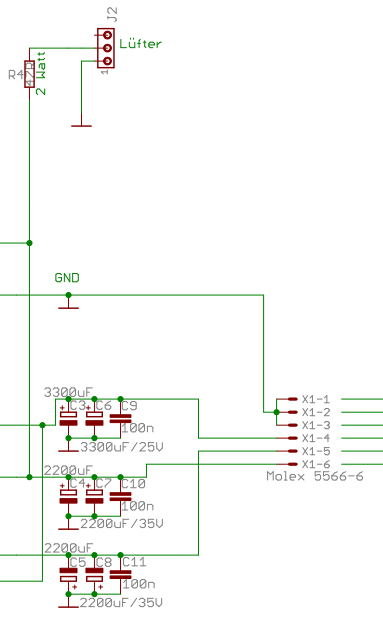 J2
Lüfter
1
R4
47R
2 Watt
GND
3300uF
C3 C6 C9
100n
3300uF/25V
X1-1
X1-2
X1-3
X1-4
X1-5
X1-6
Molex 5566-6
2200uF
C4 C7 C10
100n
2200uF/35V
2200uF
C5 C8 C11
100n
2200uF/35V